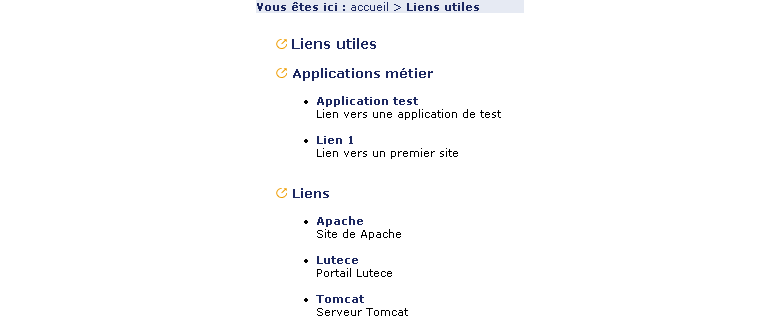 Vous êtes ici : accueil > Liens utiles
Liens utiles
Applications métier
Application test
Lien vers une application de test
Lien 1
Lien vers un premier site
Liens
Apache
Site de Apache
Lutece
Portail Lutece
Tomcat
Serveur Tomcat